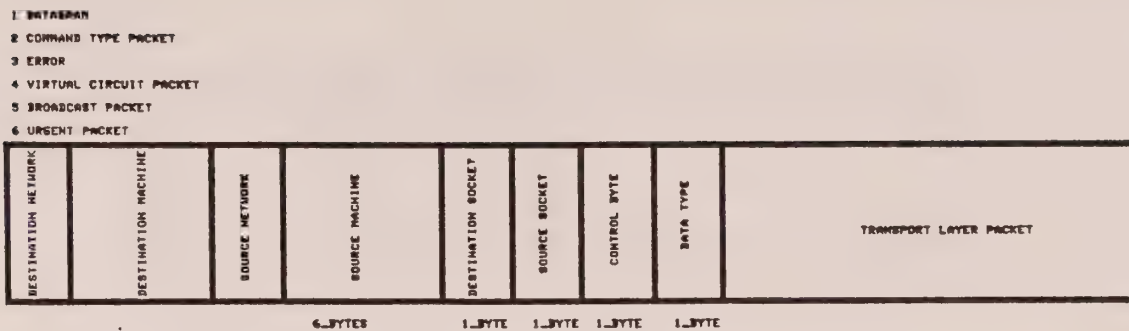 1 DATAGRAM
2 COMMAND TYPE PACKET
3 ERROR
4 VIRTUAL CIRCUIT PACKET
5 BROADCAST PACKET
6 URGENT PACKET
DESTINATION NETWORK
DESTINATION MACHINE
SOURCE NETWORK
SOURCE MACHINE
DESTINATION SOCKET
SOURCE SOCKET
CONTROL BYTE
DATA TYPE
TRANSPORT LAYER PACKET
6_BYTES 1_BYTE 1_BYTE 1_BYTE 1_BYTE